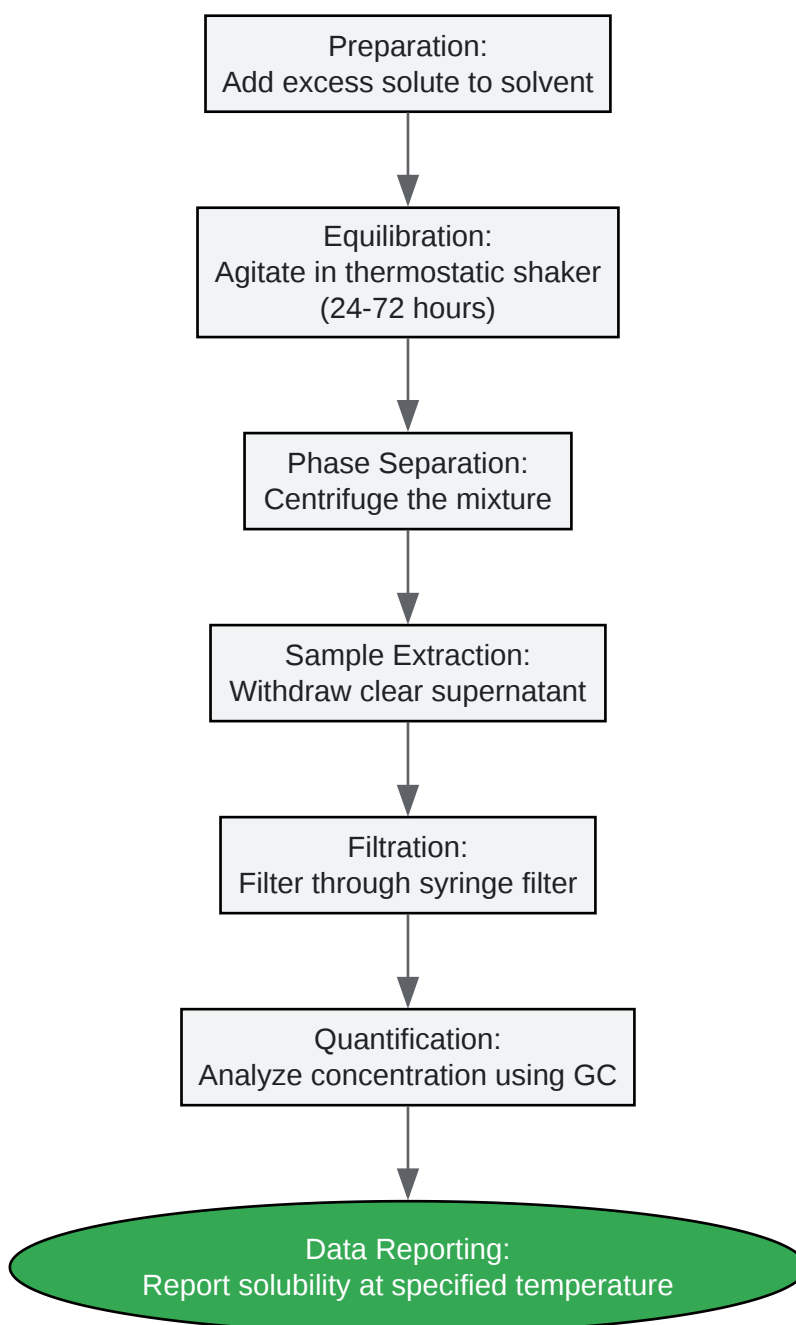 Preparation:
Add excess solute to solvent
Equilibration:
Agitate in thermostatic shaker
(24-72 hours)
Phase Separation:
Centrifuge the mixture
Sample Extraction:
Withdraw clear supernatant
Filtration:
Filter through syringe filter
Quantification:
Analyze concentration using GC
Data Reporting:
Report solubility at specified temperature